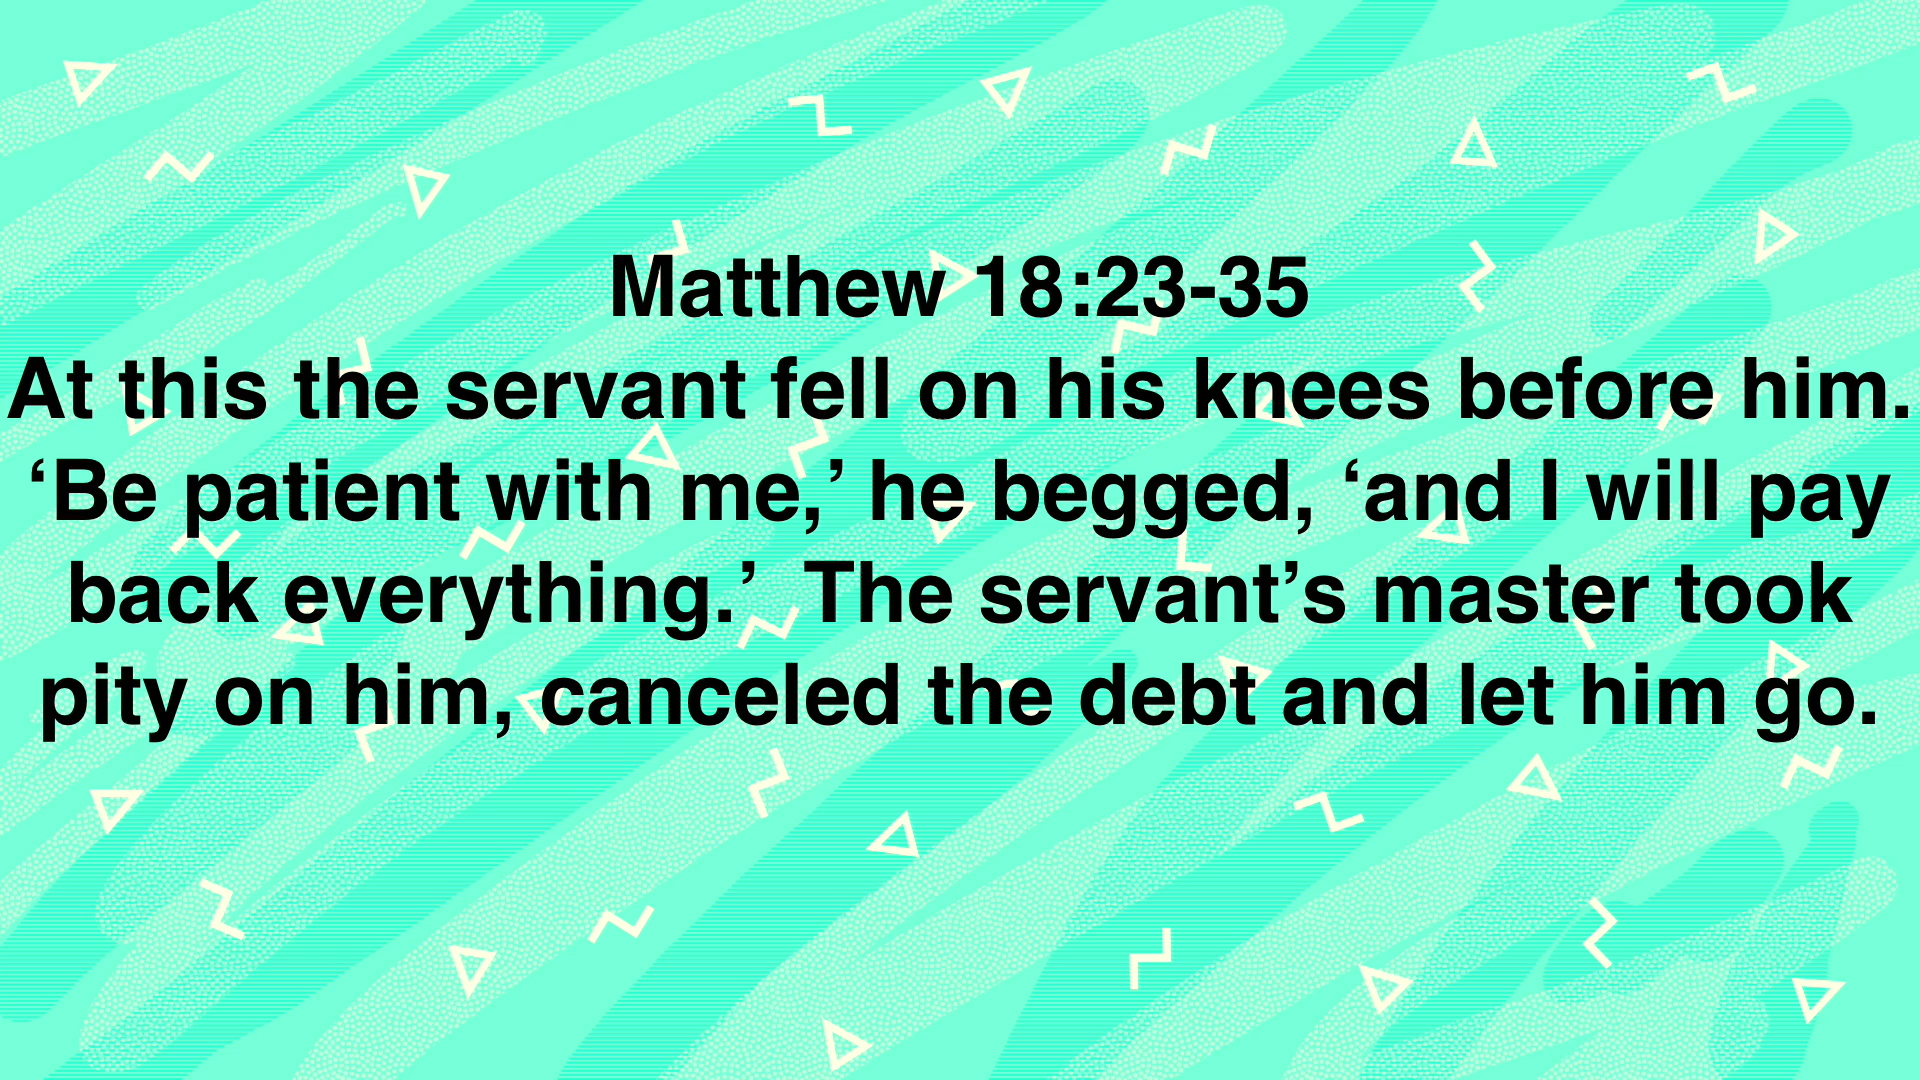 Matthew 18:23-35
At this the servant fell on his knees before him.
‘Be patient with me,’ he begged, ‘and I will pay
back everything.’  The servant’s master took
pity on him, canceled the debt and let him go.